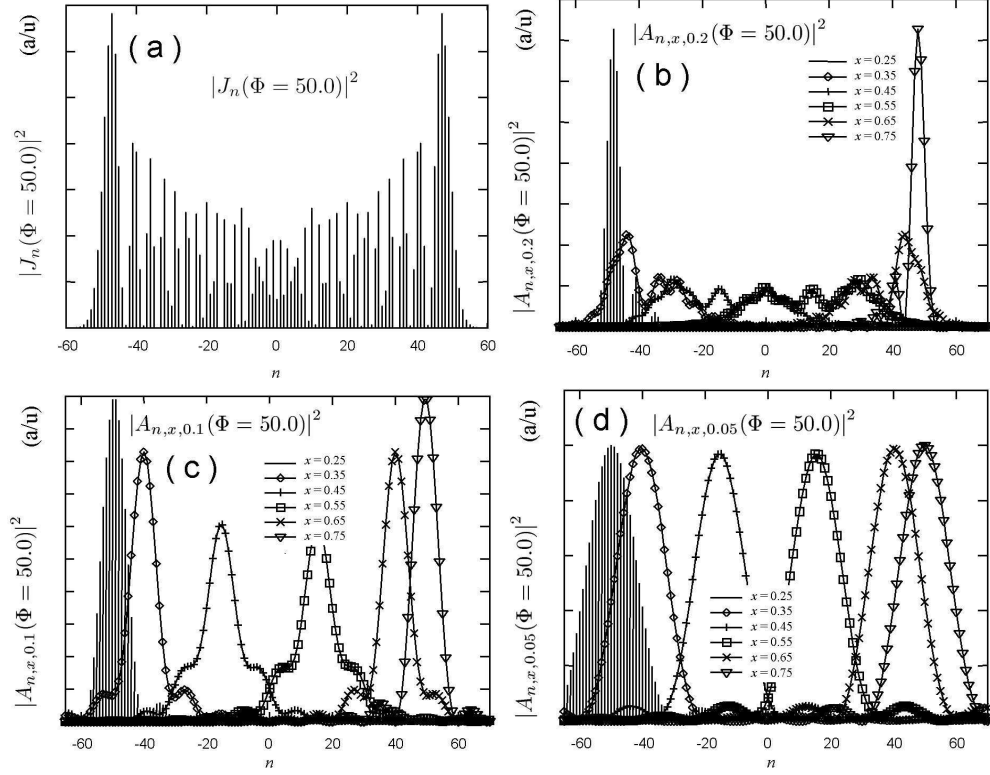 (a/u)
(a)
|J_n(Φ = 50.0)|^2
|J_n(Φ = 50.0)|^2
-60 -40 -20 0 20 40 60
n
(a/u)
|A_{n,x,0.2}(Φ = 50.0)|^2
(b)
x=0.25
x=0.35
x=0.45
x=0.55
x=0.65
x=0.75
|A_{n,x,0.2}(Φ = 50.0)|^2
-60 -40 -20 0 20 40 60
n
(a/u)
|A_{n,x,0.1}(Φ = 50.0)|^2
(c)
x=0.25
x=0.35
x=0.45
x=0.55
x=0.65
x=0.75
|A_{n,x,0.1}(Φ = 50.0)|^2
-60 -40 -20 0 20 40 60
n
(a/u)
(d)
|A_{n,x,0.05}(Φ = 50.0)|^2
x=0.25
x=0.35
x=0.45
x=0.55
x=0.65
x=0.75
|A_{n,x,0.05}(Φ = 50.0)|^2
-60 -40 -20 0 20 40 60
n